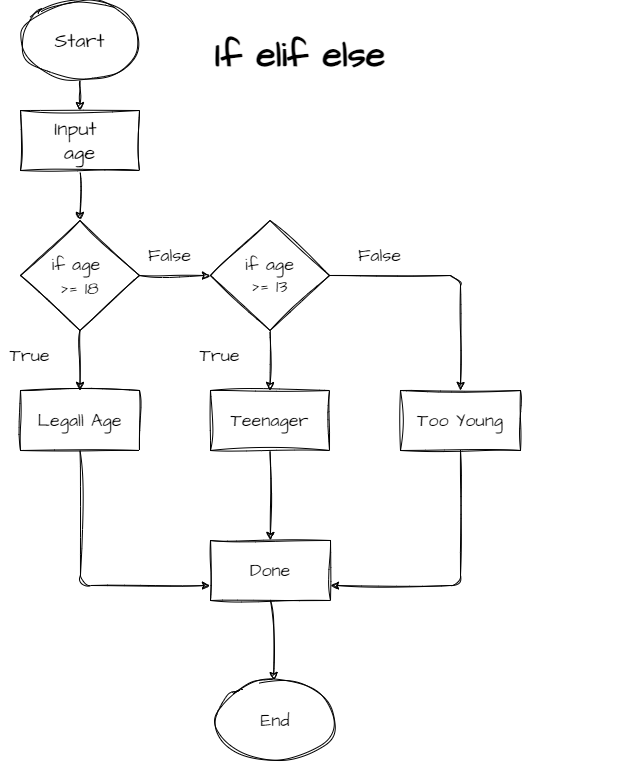 Start
If elif else
Input
age
False
False
if age
>= 18
if age
>= 13
True
True
Legall Age
Teenager
Too Young
Done
End